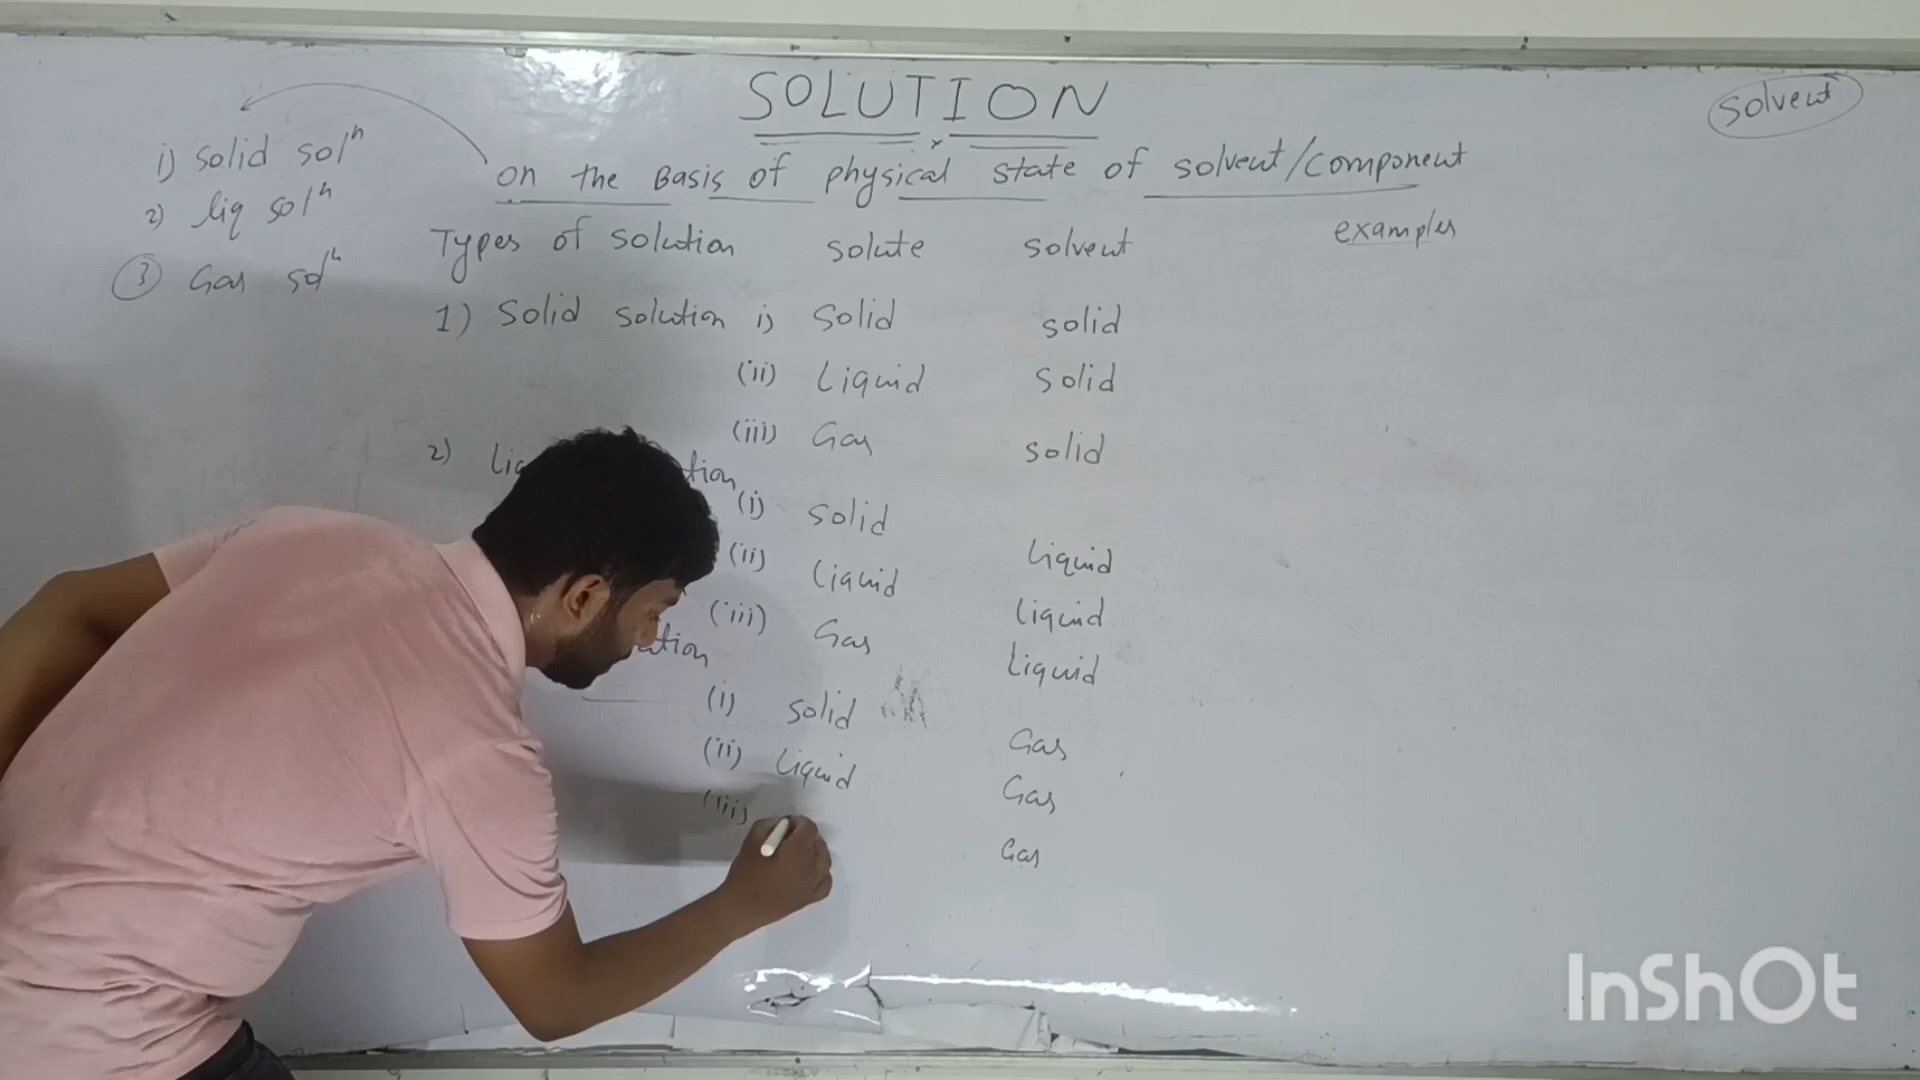 SOLUTION
solvent
on the Basis of physical state of solvent/component
i) solid solⁿ
2) liq solⁿ
③ Gas solⁿ
Types of solution solute solvent examples
1) Solid solution i) Solid solid
(ii) Liquid Solid
(iii) Gas solid
2)
(i) solid Liquid
(ii) Liquid liquid
(iii) Gas Liquid
(i) solid Gas
(ii) Liquid Gas
(iii) Gas
InShOt